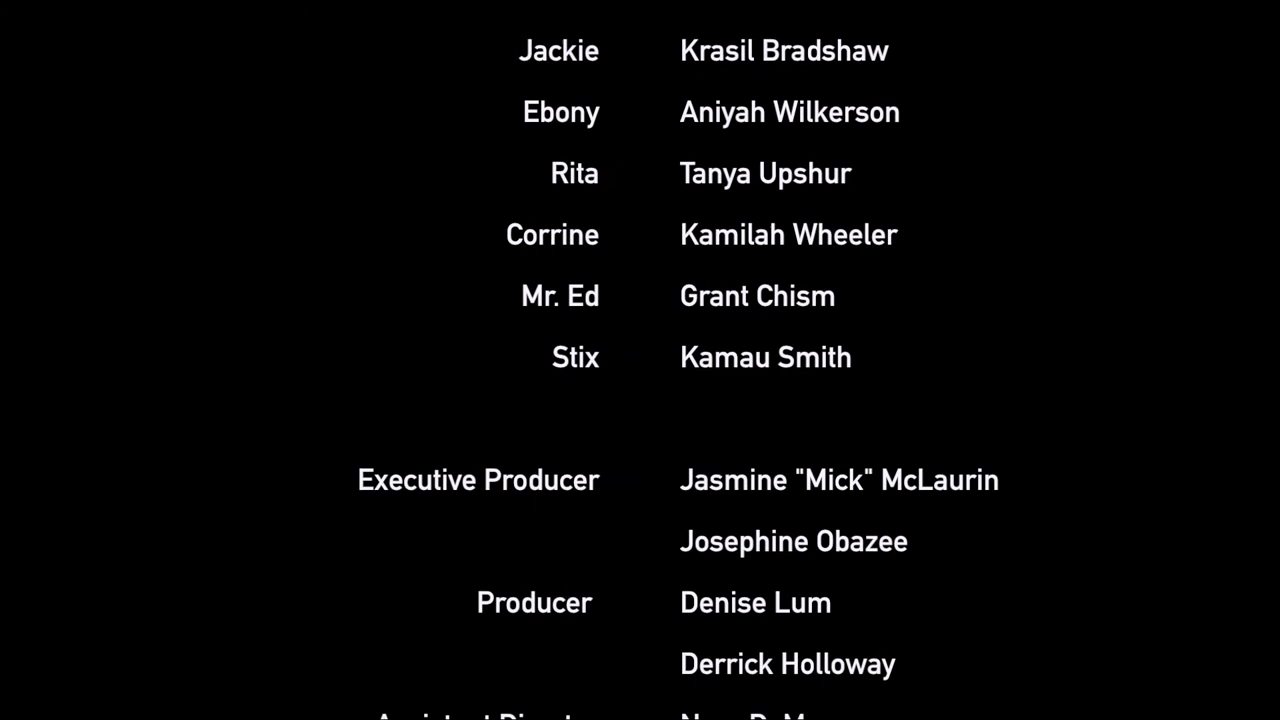 Jackie Krasil Bradshaw
Ebony Aniyah Wilkerson
Rita Tanya Upshur
Corrine Kamilah Wheeler
Mr. Ed Grant Chism
Stix Kamau Smith
Executive Producer Jasmine "Mick" McLaurin
Josephine Obazee
Producer Denise Lum
Derrick Holloway